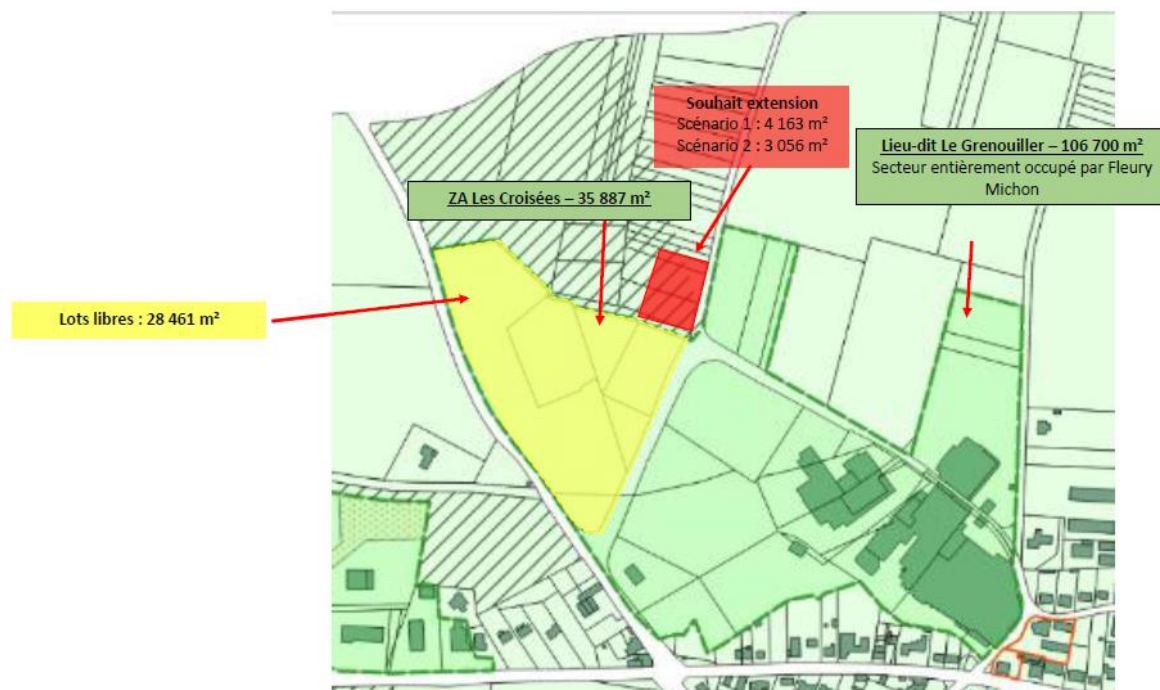 Souhait extension
Scénario 1 : 4 163 m²
Scénario 2 : 3 056 m²
Lieu-dit Le Grenouiller – 106 700 m²
Secteur entièrement occupé par Fleury
Michon
ZA Les Croisées – 35 887 m²
Lots libres : 28 461 m²